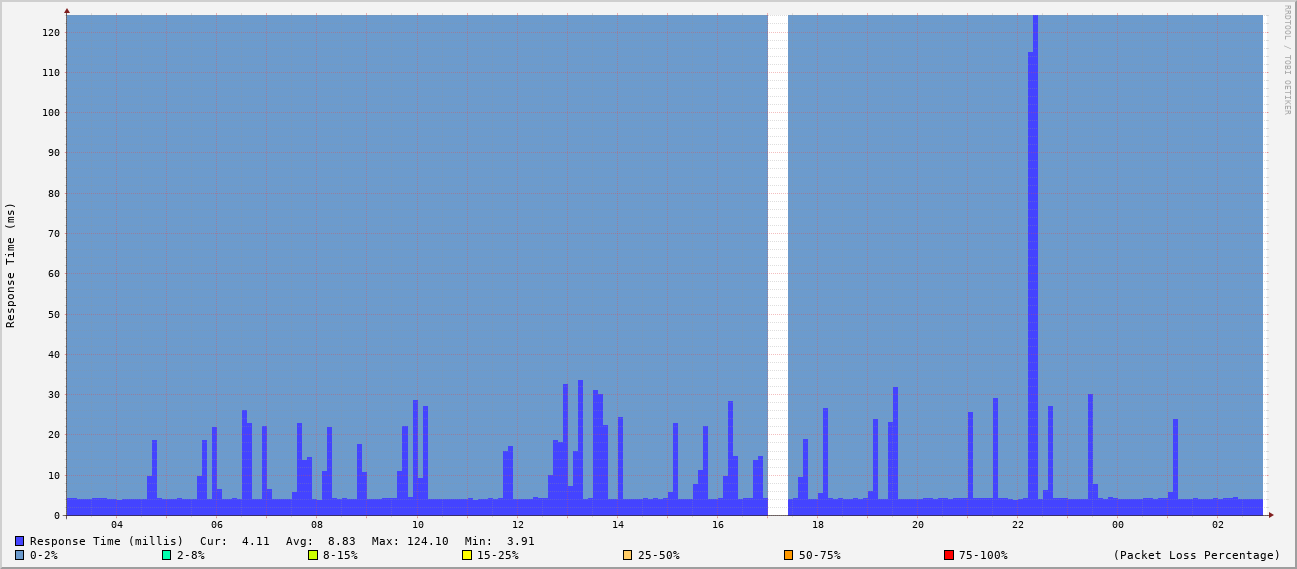 RRDTOOL / TOBI OETIKER
Response Time (ms)
120
110
100
90
80
70
60
50
40
30
20
10
0
04 06 08 10 12 14 16 18 20 22 00 02
Response Time (millis) Cur: 4.11 Avg: 8.83 Max: 124.10 Min: 3.91
0-2% 2-8% 8-15% 15-25% 25-50% 50-75% 75-100% (Packet Loss Percentage)